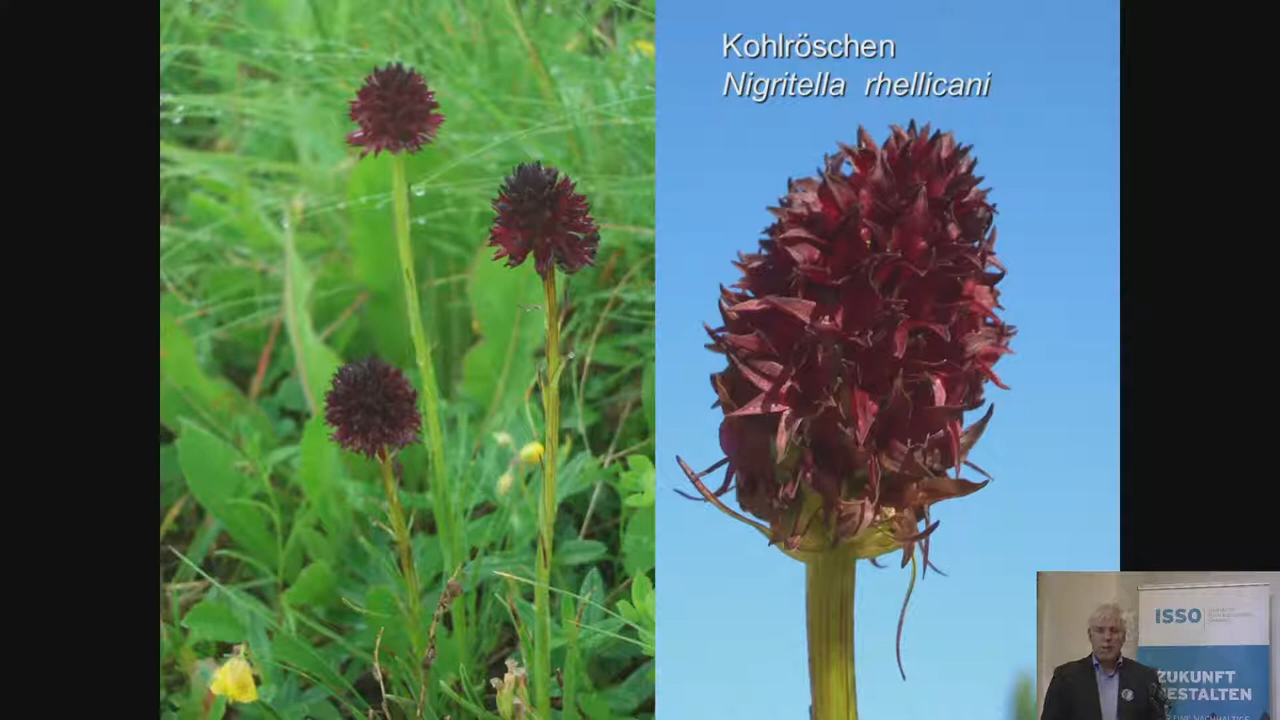 Kohlröschen
Nigritella rhellicani
ISSO
ZUKUNFT
GESTALTEN